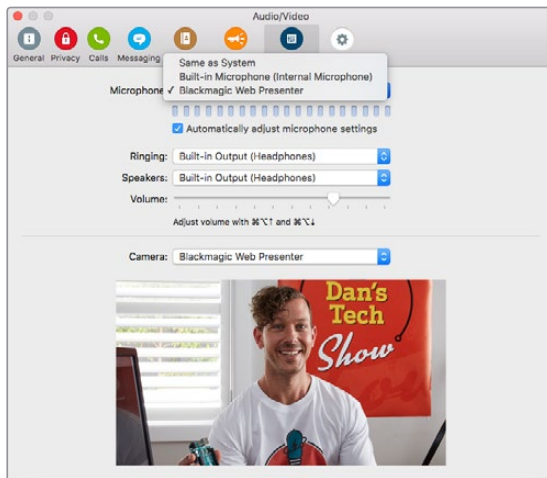 Audio/Video
General Privacy Calls Messaging
Same as System
Built-in Microphone (Internal Microphone)
Microphone: ✓ Blackmagic Web Presenter
Automatically adjust microphone settings
Ringing: Built-in Output (Headphones)
Speakers: Built-in Output (Headphones)
Volume:
Adjust volume with ⌘⌥↑ and ⌘⌥↓
Camera: Blackmagic Web Presenter
Dan's
Tech
Show